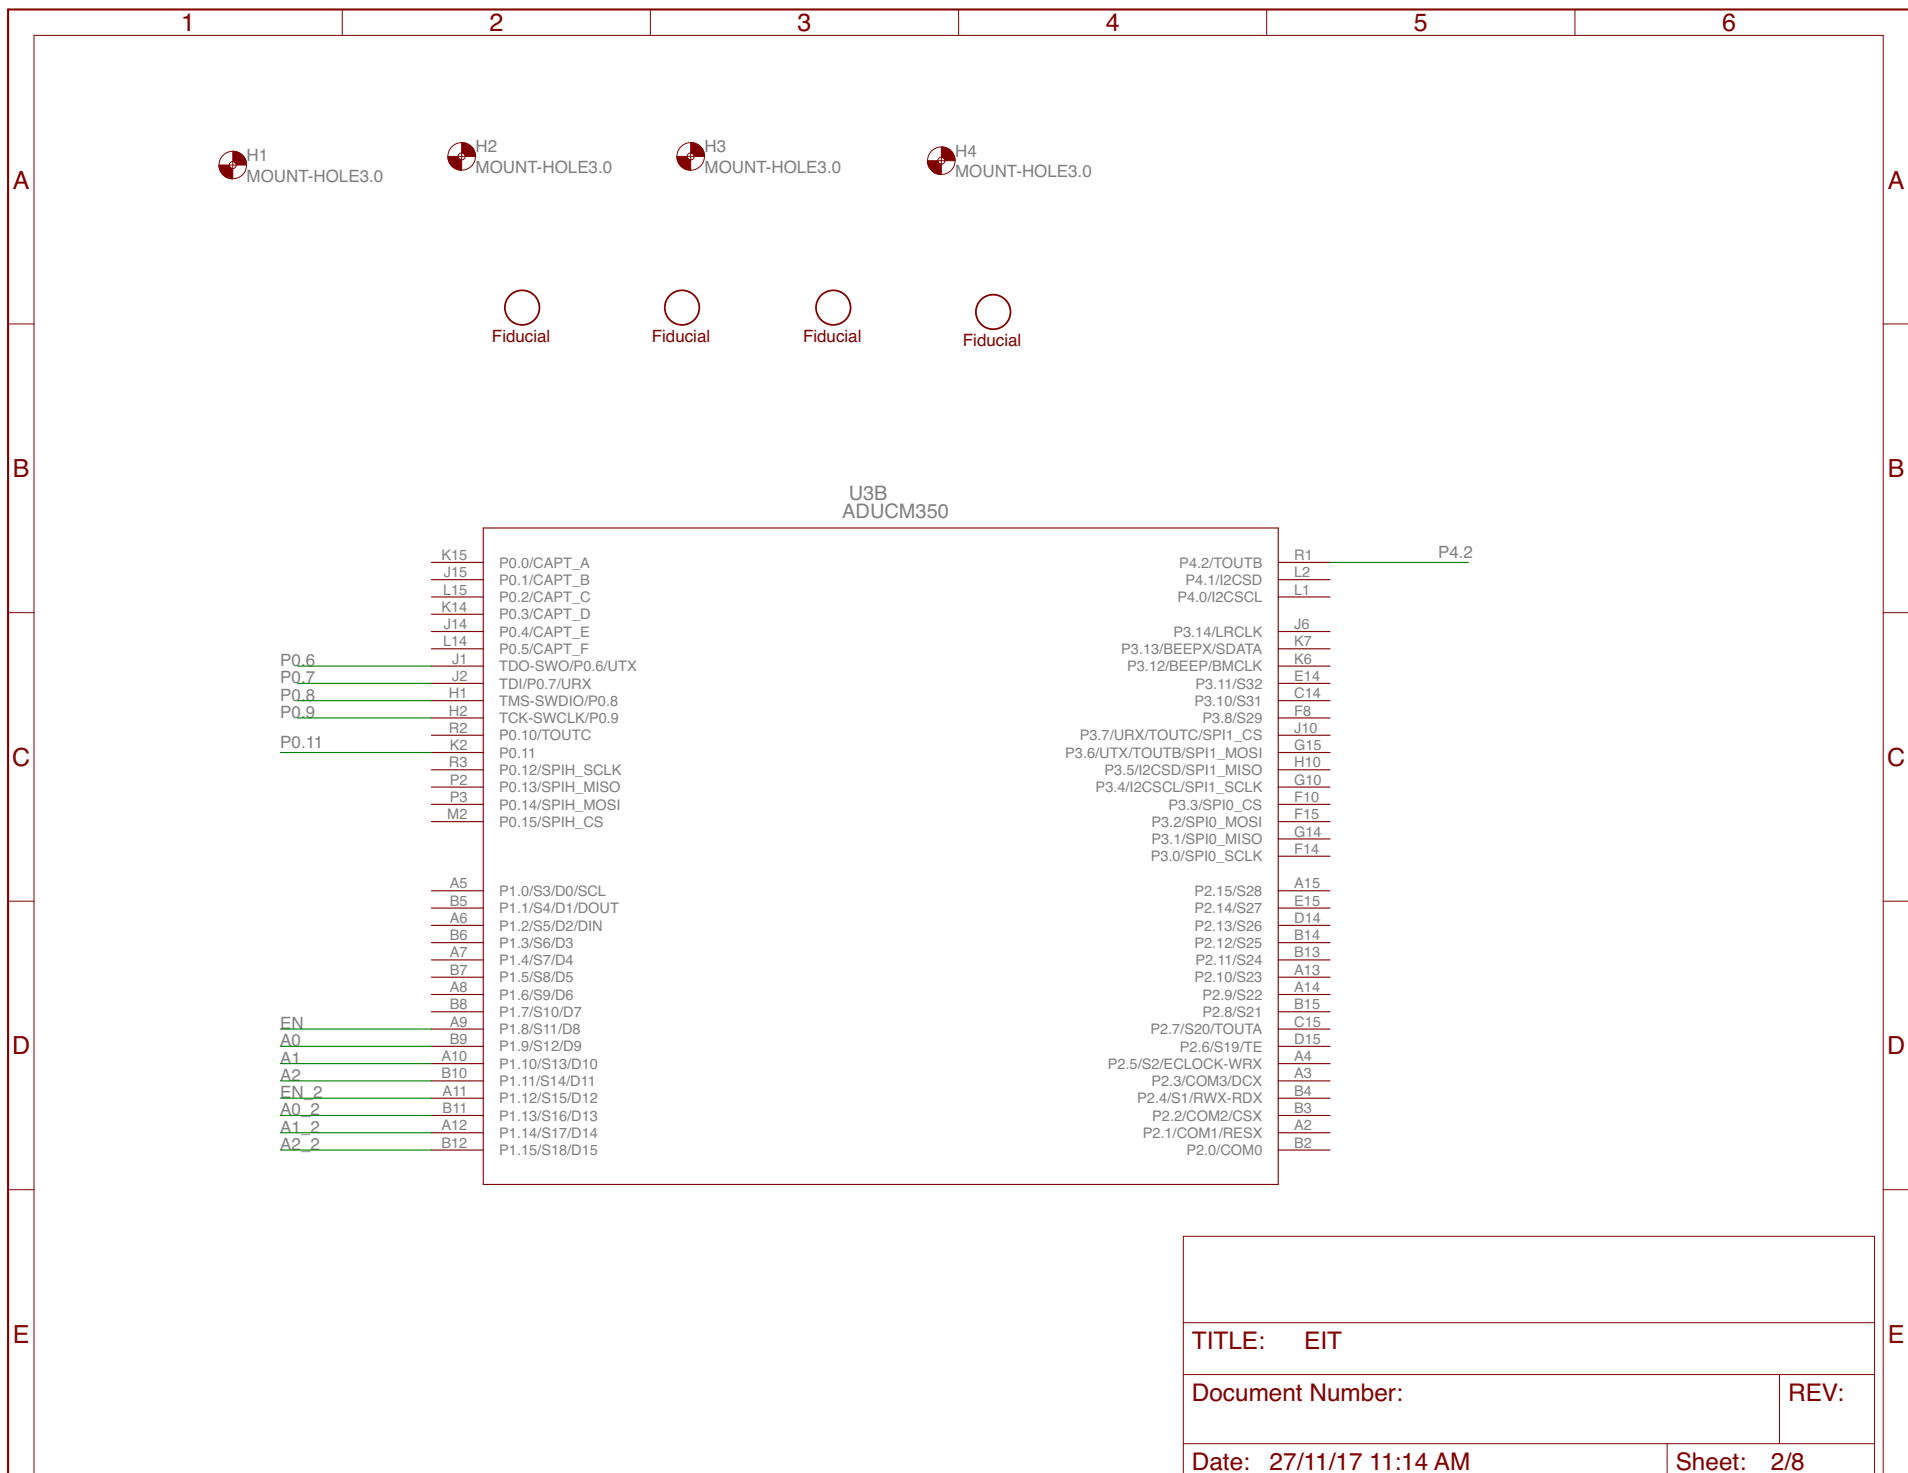 1 2 3 4 5 6
H1
MOUNT-HOLE3.0
H2
MOUNT-HOLE3.0
H3
MOUNT-HOLE3.0
H4
MOUNT-HOLE3.0
A A
Fiducial Fiducial Fiducial Fiducial
B B
U3B
ADUCM350
K15 P0.0/CAPT_A
J15 P0.1/CAPT_B
L15 P0.2/CAPT_C
K14 P0.3/CAPT_D
J14 P0.4/CAPT_E
L14 P0.5/CAPT_F
P0.6 J1 TDO-SWO/P0.6/UTX
P0.7 J2 TDI/P0.7/URX
P0.8 H1 TMS-SWDIO/P0.8
P0.9 H2 TCK-SWCLK/P0.9
R2 P0.10/TOUTC
P0.11 K2 P0.11
R3 P0.12/SPIH_SCLK
P2 P0.13/SPIH_MISO
P3 P0.14/SPIH_MOSI
M2 P0.15/SPIH_CS
A5 P1.0/S3/D0/SCL
B5 P1.1/S4/D1/DOUT
A6 P1.2/S5/D2/DIN
B6 P1.3/S6/D3
A7 P1.4/S7/D4
B7 P1.5/S8/D5
A8 P1.6/S9/D6
B8 P1.7/S10/D7
EN A9 P1.8/S11/D8
A0 B9 P1.9/S12/D9
A1 A10 P1.10/S13/D10
A2 B10 P1.11/S14/D11
EN_2 A11 P1.12/S15/D12
A0_2 B11 P1.13/S16/D13
A1_2 A12 P1.14/S17/D14
A2_2 B12 P1.15/S18/D15
P4.2/TOUTB R1 P4.2
P4.1/I2CSD L2
P4.0/I2CSCL L1
P3.14/LRCLK J6
P3.13/BEEPX/SDATA K7
P3.12/BEEP/BMCLK K6
P3.11/S32 E14
P3.10/S31 C14
P3.8/S29 F8
P3.7/URX/TOUTC/SPI1_CS J10
P3.6/UTX/TOUTB/SPI1_MOSI G15
P3.5/I2CSD/SPI1_MISO H10
P3.4/I2CSCL/SPI1_SCLK G10
P3.3/SPI0_CS F10
P3.2/SPI0_MOSI F15
P3.1/SPI0_MISO G14
P3.0/SPI0_SCLK F14
P2.15/S28 A15
P2.14/S27 E15
P2.13/S26 D14
P2.12/S25 B14
P2.11/S24 B13
P2.10/S23 A13
P2.9/S22 A14
P2.8/S21 B15
P2.7/S20/TOUTA C15
P2.6/S19/TE D15
P2.5/S2/ECLOCK-WRX A4
P2.3/COM3/DCX A3
P2.4/S1/RWX-RDX B4
P2.2/COM2/CSX B3
P2.1/COM1/RESX A2
P2.0/COM0 B2
C C
D D
E E
TITLE: EIT
Document Number: REV:
Date: 27/11/17 11:14 AM Sheet: 2/8